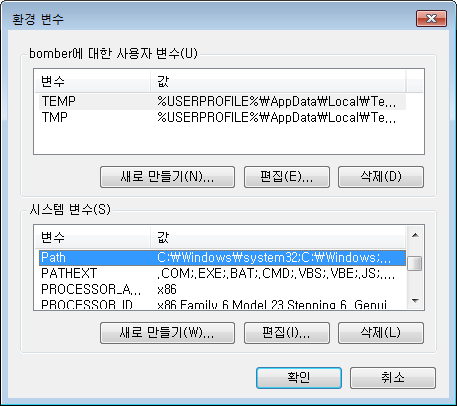 환경 변수
bomber에 대한 사용자 변수(U)
변수 값
TEMP %USERPROFILE%₩AppData₩Local₩Te...
TMP %USERPROFILE%₩AppData₩Local₩Te...
새로 만들기(N)... 편집(E)... 삭제(D)
시스템 변수(S)
변수 값
Path C:₩Windows₩system32;C:₩Windows;...
PATHEXT .COM;.EXE;.BAT;.CMD;.VBS;.VBE;.JS;...
PROCESSOR_A... x86
PROCESSOR_ID... x86 Family 6 Model 23 Stepping 6, Genui...
새로 만들기(W)... 편집(I)... 삭제(L)
확인 취소